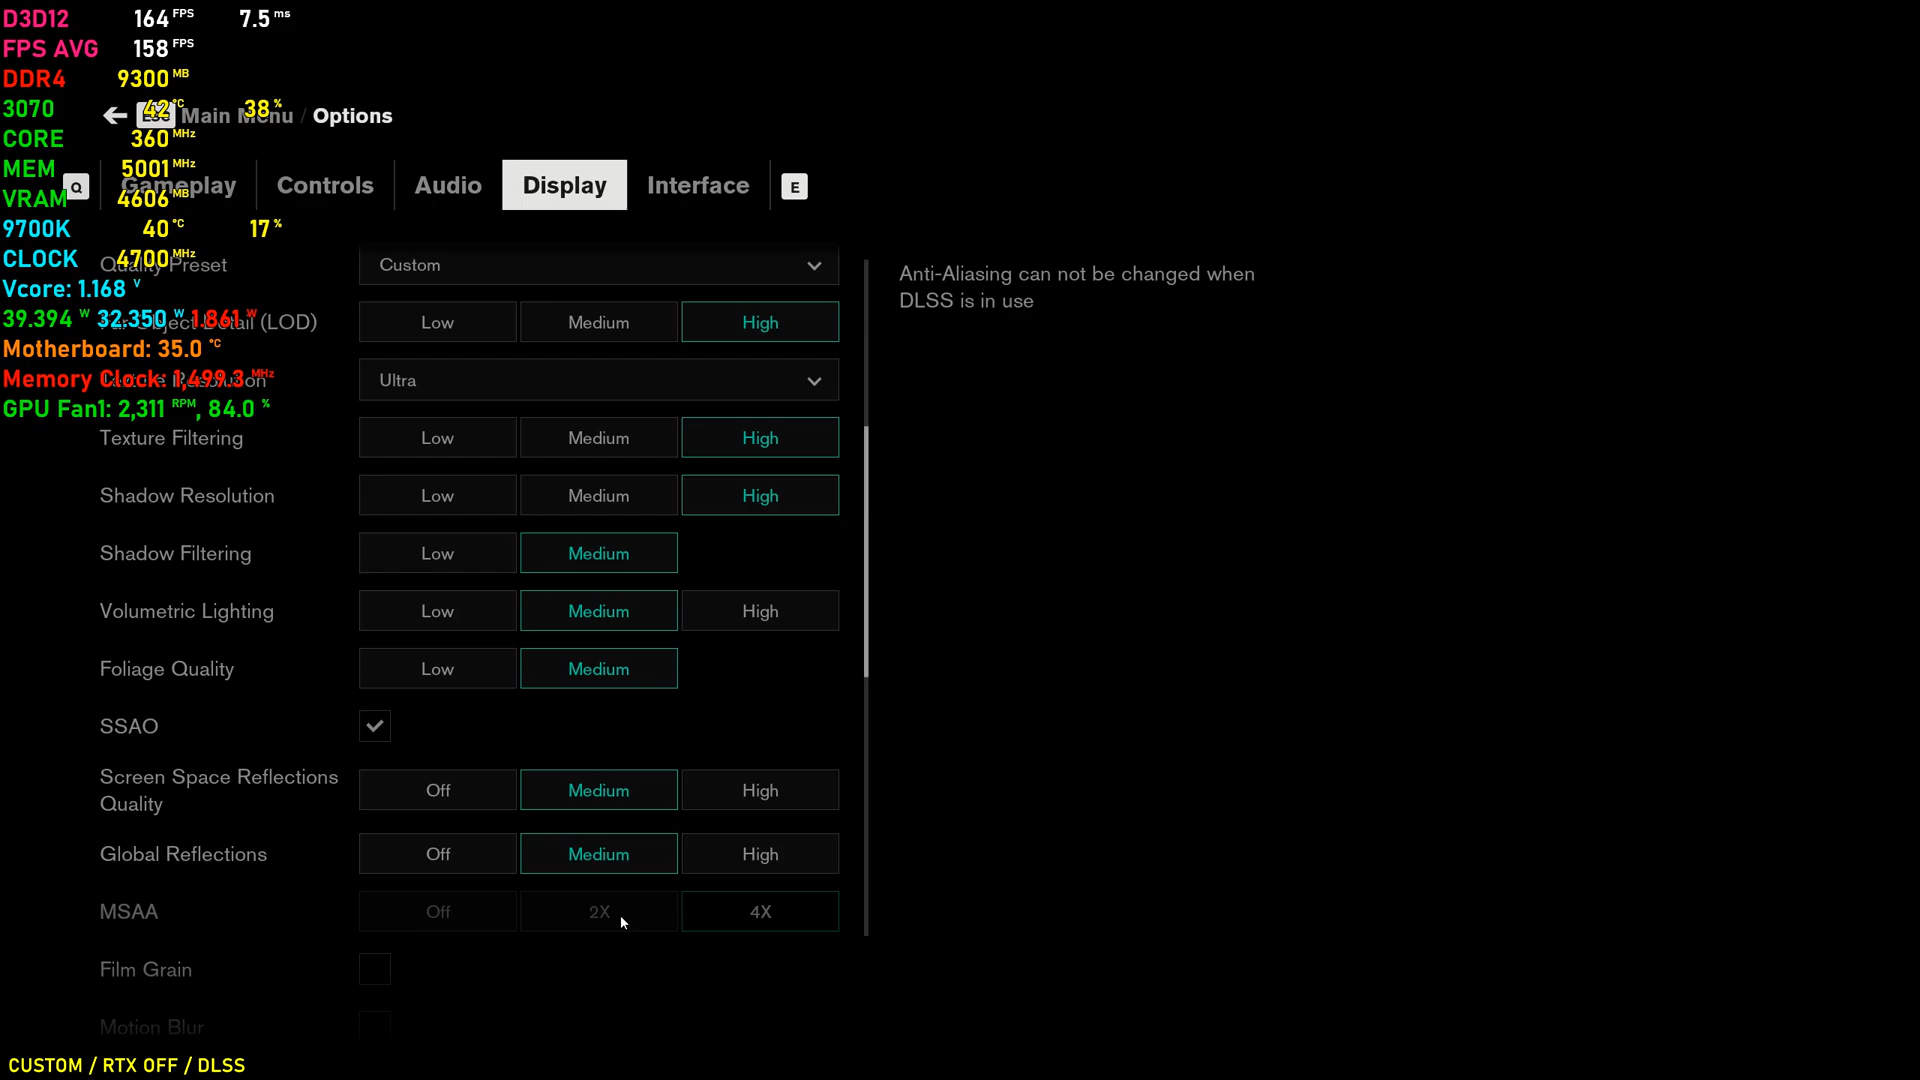 D3D12 164 FPS 7.5 ms
FPS AVG 158 FPS
DDR4 9300 MB
3070 42 °C 38 %
Main Menu / Options
CORE 360 MHz
MEM 5001 MHz
Q Gameplay Controls Audio Display Interface E
VRAM 4606 MB
9700K 40 °C 17 %
CLOCK 4700 MHz
Quality Preset Custom
Anti-Aliasing can not be changed when
DLSS is in use
Vcore: 1.168 V
39.394 W 32.350 W 1.861 W
Object Detail (LOD) Low Medium High
Motherboard: 35.0 °C
Memory Clock: 1,499.3 MHz
Ultra
GPU Fan1: 2,311 RPM, 84.0 %
Texture Filtering Low Medium High
Shadow Resolution Low Medium High
Shadow Filtering Low Medium
Volumetric Lighting Low Medium High
Foliage Quality Low Medium
SSAO
Screen Space Reflections
Quality Off Medium High
Global Reflections Off Medium High
MSAA Off 2X 4X
Film Grain
Motion Blur
CUSTOM / RTX OFF / DLSS